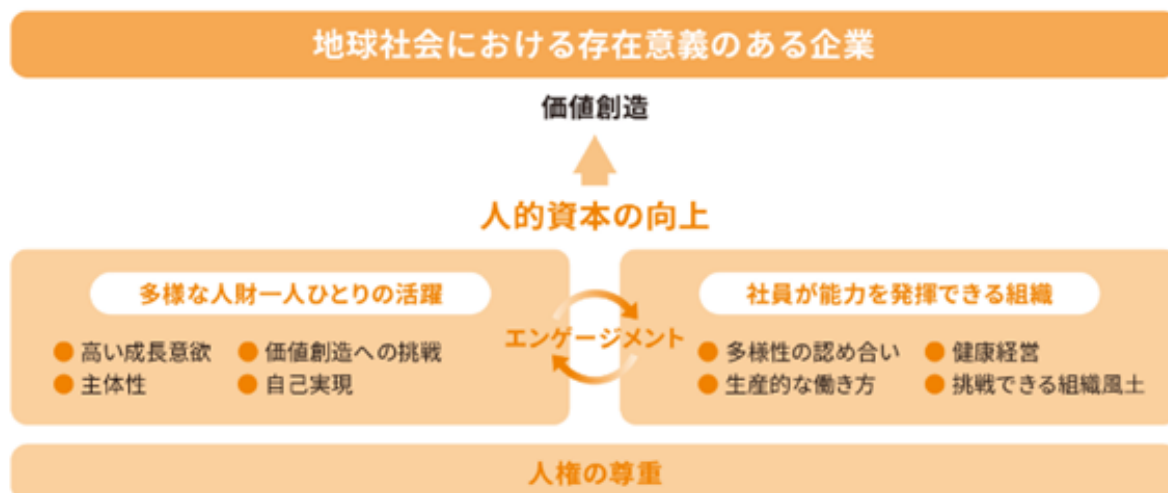 地球社会における存在意義のある企業
価値創造
人的資本の向上
多様な人財一人ひとりの活躍
高い成長意欲
価値創造への挑戦
主体性
自己実現
エンゲージメント
社員が能力を発揮できる組織
多様性の認め合い
健康経営
生産的な働き方
挑戦できる組織風土
人権の尊重